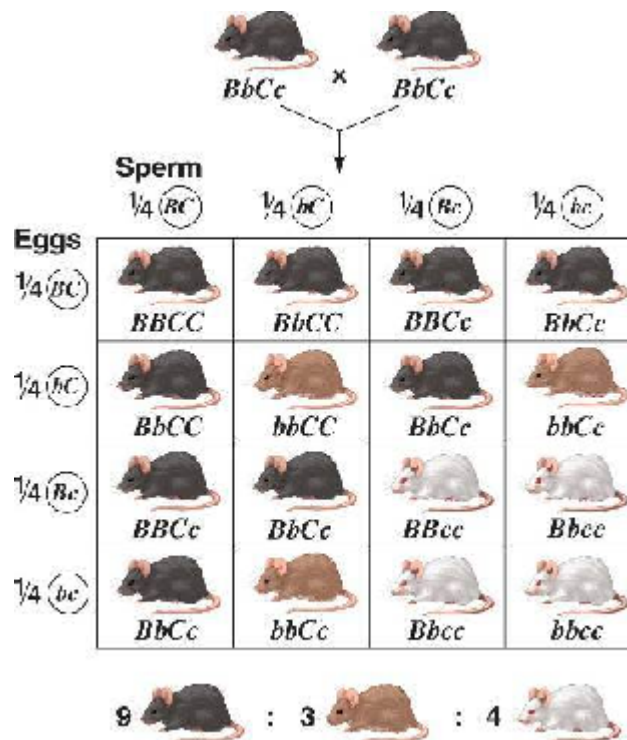 BbCc × BbCc
Sperm
1/4 BC 1/4 bC 1/4 Bc 1/4 bc
Eggs
1/4 BC
BBCC BbCC BBCc BbCc
1/4 bC
BbCC bbCC BbCc bbCc
1/4 Bc
BBCc BbCc BBcc Bbcc
1/4 bc
BbCc bbCc Bbcc bbcc
9 : 3 : 4